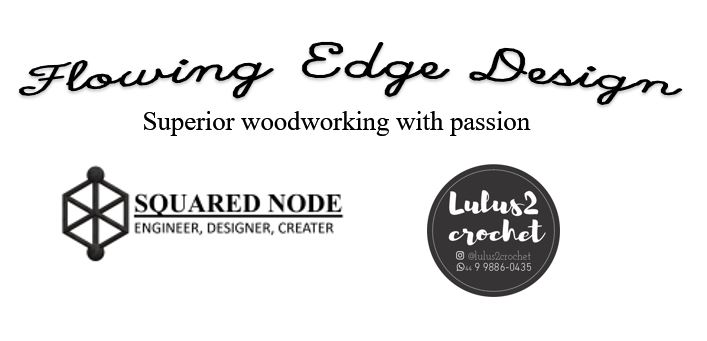 Flowing Edge Design
Superior woodworking with passion
SQUARED NODE
ENGINEER, DESIGNER, CREATER
Lulus2
crochet
@lulus2crochet
44 9 9886-0435